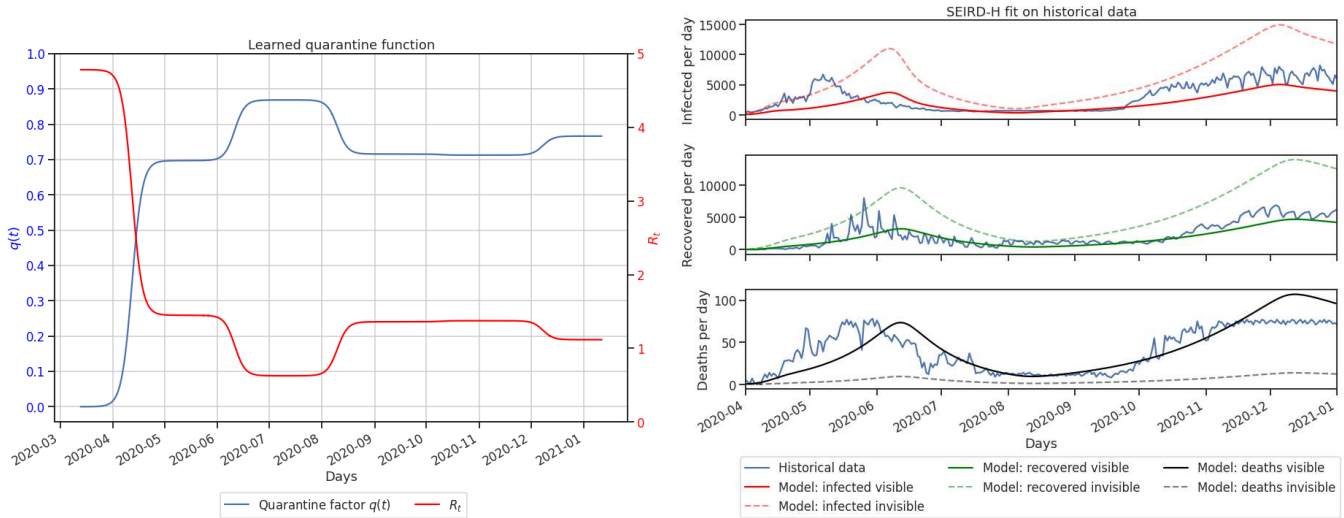 Learned quarantine function
1.0
0.9
0.8
0.7
0.6
0.5
0.4
0.3
0.2
0.1
0.0
q(t)
5
4
3
2
1
0
R_t
2020-03
2020-04
2020-05
2020-06
2020-07
2020-08
2020-09
2020-10
2020-11
2020-12
2021-01
Days
Quarantine factor q(t)
R_t
SEIRD-H fit on historical data
15000
10000
5000
0
Infected per day
10000
5000
0
Recovered per day
100
50
0
Deaths per day
2020-04
2020-05
2020-06
2020-07
2020-08
2020-09
2020-10
2020-11
2020-12
2021-01
Days
Historical data
Model: infected visible
Model: infected invisible
Model: recovered visible
Model: recovered invisible
Model: deaths visible
Model: deaths invisible